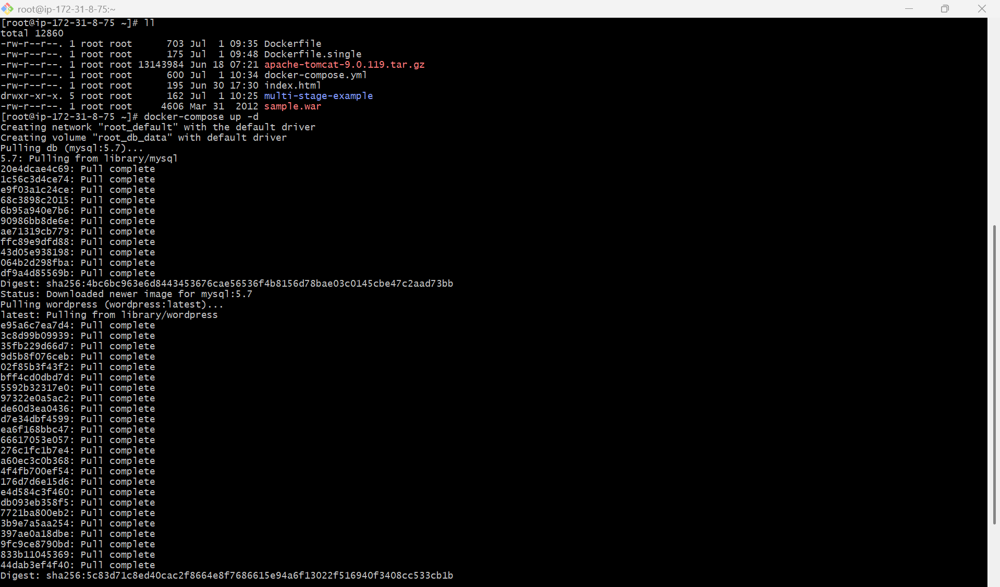 root@ip-172-31-8-75:~
[root@ip-172-31-8-75 ~]# ll
total 12860
-rw-r--r--. 1 root root      703 Jul  1 09:35 Dockerfile
-rw-r--r--. 1 root root      175 Jul  1 09:48 Dockerfile.single
-rw-r--r--. 1 root root 13143984 Jun 18 07:21 apache-tomcat-9.0.119.tar.gz
-rw-r--r--. 1 root root      600 Jul  1 10:34 docker-compose.yml
-rw-r--r--. 1 root root      195 Jun 30 17:30 index.html
drwxr-xr-x. 5 root root      162 Jul  1 10:25 multi-stage-example
-rw-r--r--. 1 root root     4606 Mar 31  2012 sample.war
[root@ip-172-31-8-75 ~]# docker-compose up -d
Creating network "root_default" with the default driver
Creating volume "root_db_data" with default driver
Pulling db (mysql:5.7)...
5.7: Pulling from library/mysql
20e4dcae4c69: Pull complete
1c56c3d4ce74: Pull complete
e9f03a1c24ce: Pull complete
68c3898c2015: Pull complete
6b95a940e7b6: Pull complete
90986bb8de6e: Pull complete
ae71319cb779: Pull complete
ffc89e9dfd88: Pull complete
43d05e938198: Pull complete
064b2d298fba: Pull complete
df9a4d85569b: Pull complete
Digest: sha256:4bc6bc963e6d8443453676cae56536f4b8156d78bae03c0145cbe47c2aad73bb
Status: Downloaded newer image for mysql:5.7
Pulling wordpress (wordpress:latest)...
latest: Pulling from library/wordpress
e95a6c7ea7d4: Pull complete
3c8d99b09939: Pull complete
35fb229d66d7: Pull complete
9d5b8f076ceb: Pull complete
02f85b3f43f2: Pull complete
bff4cd0dbd7d: Pull complete
5592b32317e0: Pull complete
97322e0a5ac2: Pull complete
de60d3ea0436: Pull complete
d7e34dbf4599: Pull complete
ea6f168bbc47: Pull complete
66617053e057: Pull complete
276c1fc1b7e4: Pull complete
a60ec3c0b368: Pull complete
4f4fb700ef54: Pull complete
176d7d6e15d6: Pull complete
e4d584c3f460: Pull complete
db093eb358f5: Pull complete
7721ba800eb2: Pull complete
3b9e7a5aa254: Pull complete
397ae0a18dbe: Pull complete
9fc9ce8790bd: Pull complete
833b11045369: Pull complete
44dab3ef4f40: Pull complete
Digest: sha256:5c83d71c8ed40cac2f8664e8f7686615e94a6f13022f516940f3408cc533cb1b